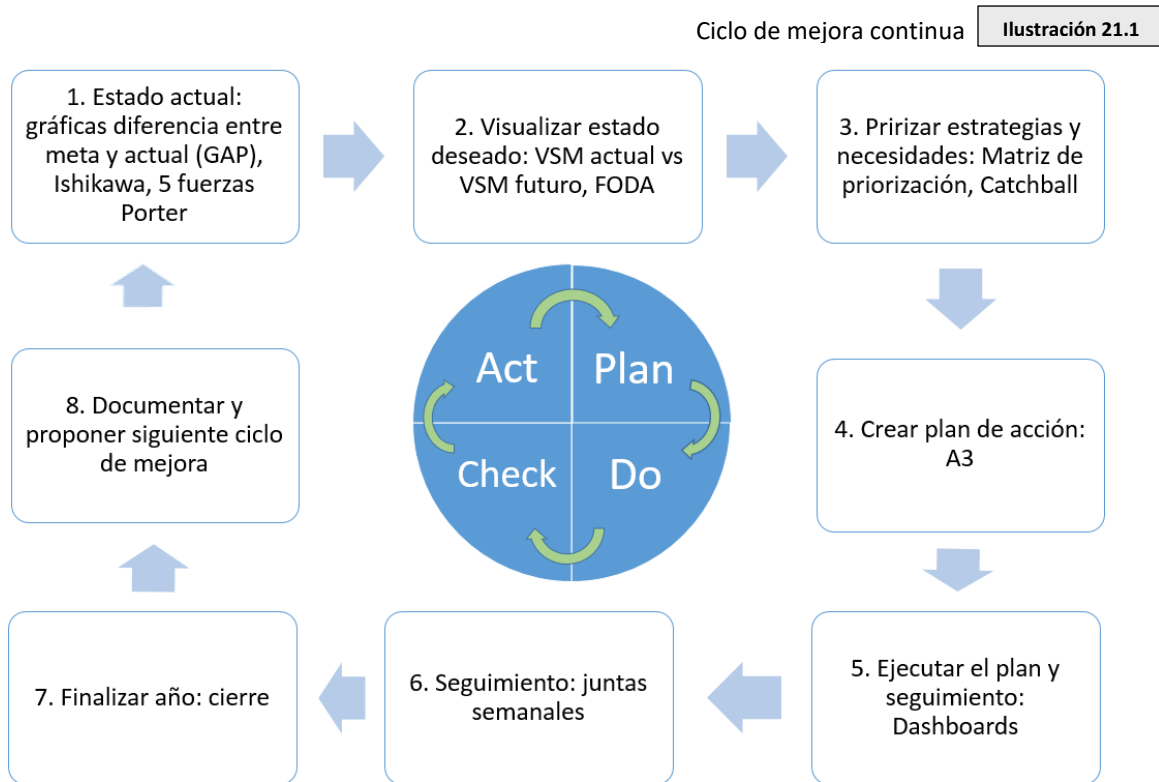 Ciclo de mejora continua
Ilustración 21.1
1. Estado actual:
gráficas diferencia entre
meta y actual (GAP),
Ishikawa, 5 fuerzas
Porter
2. Visualizar estado
deseado: VSM actual vs
VSM futuro, FODA
3. Pririzar estrategias y
necesidades: Matriz de
priorización, Catchball
4. Crear plan de acción:
A3
5. Ejecutar el plan y
seguimiento:
Dashboards
6. Seguimiento: juntas
semanales
7. Finalizar año: cierre
8. Documentar y
proponer siguiente ciclo
de mejora
Act
Plan
Check
Do